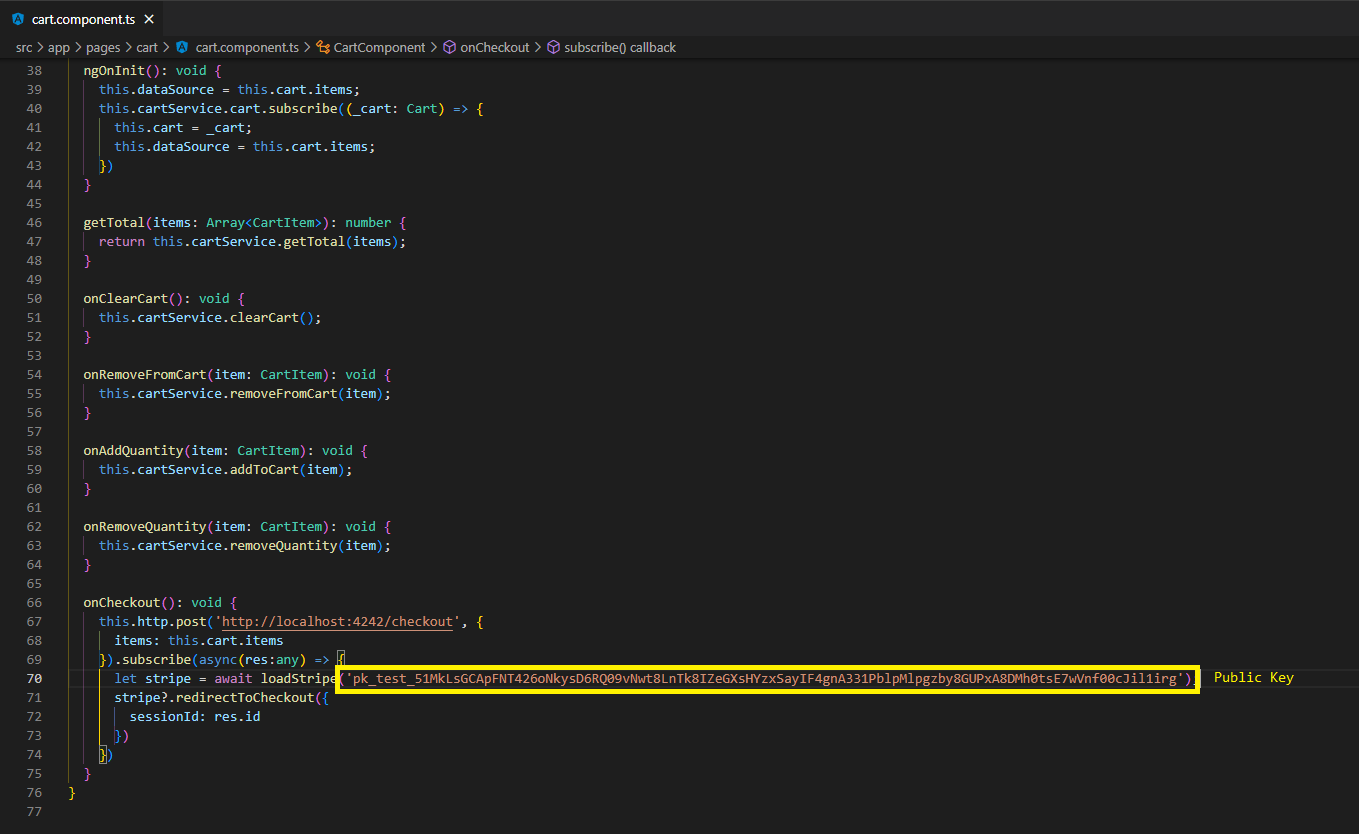 cart.component.ts ×
src > app > pages > cart > cart.component.ts > CartComponent > onCheckout > subscribe() callback
38 ngOnInit(): void {
39 this.dataSource = this.cart.items;
40 this.cartService.cart.subscribe((_cart: Cart) => {
41 this.cart = _cart;
42 this.dataSource = this.cart.items;
43 })
44 }
45
46 getTotal(items: Array<CartItem>): number {
47 return this.cartService.getTotal(items);
48 }
49
50 onClearCart(): void {
51 this.cartService.clearCart();
52 }
53
54 onRemoveFromCart(item: CartItem): void {
55 this.cartService.removeFromCart(item);
56 }
57
58 onAddQuantity(item: CartItem): void {
59 this.cartService.addToCart(item);
60 }
61
62 onRemoveQuantity(item: CartItem): void {
63 this.cartService.removeQuantity(item);
64 }
65
66 onCheckout(): void {
67 this.http.post('http://localhost:4242/checkout', {
68 items: this.cart.items
69 }).subscribe(async(res:any) => {
70 let stripe = await loadStripe('pk_test_51MkLsGCApFNT426oNkysD6RQ09vNwt8LnTk8IZeGXsHYzxSayIF4gnA331PblpMlpgzby8GUPxA8DMh0tsE7wVnf00cJil1irg') Public Key
71 stripe?.redirectToCheckout({
72 sessionId: res.id
73 })
74 })
75 }
76 }
77